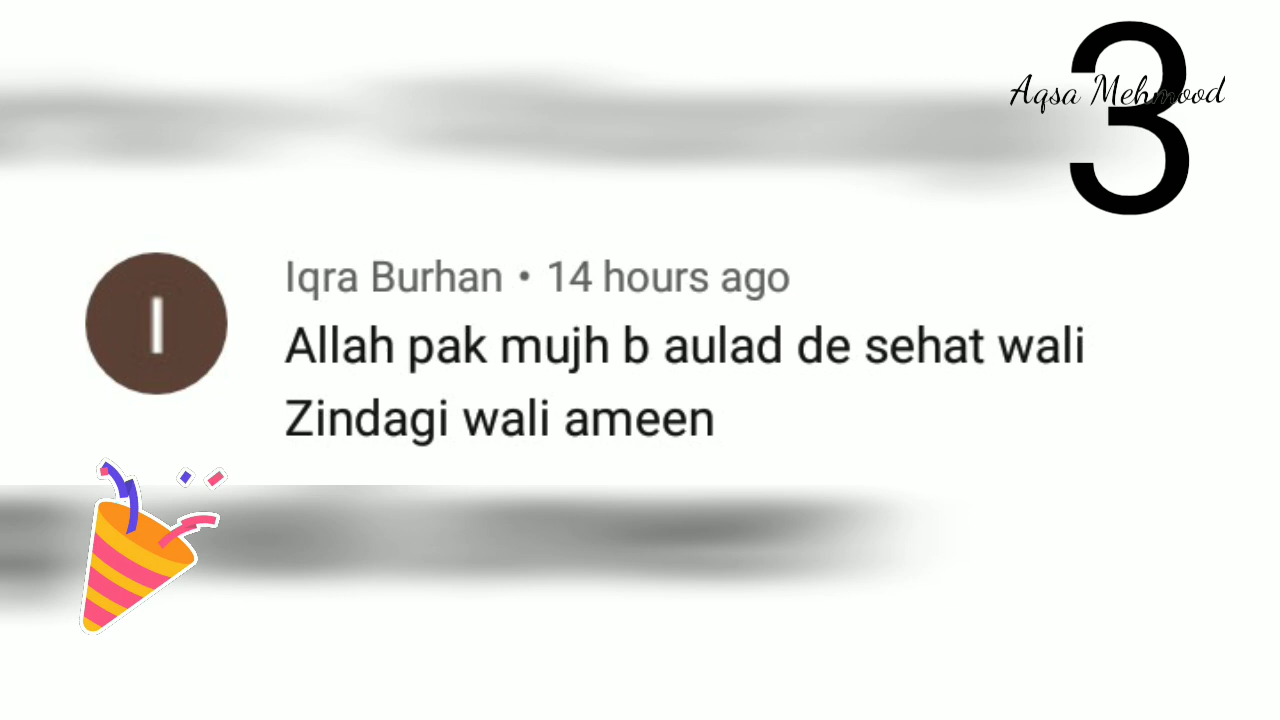 3
Aqsa Mehmood
Iqra Burhan • 14 hours ago
Allah pak mujh b aulad de sehat wali
Zindagi wali ameen
I